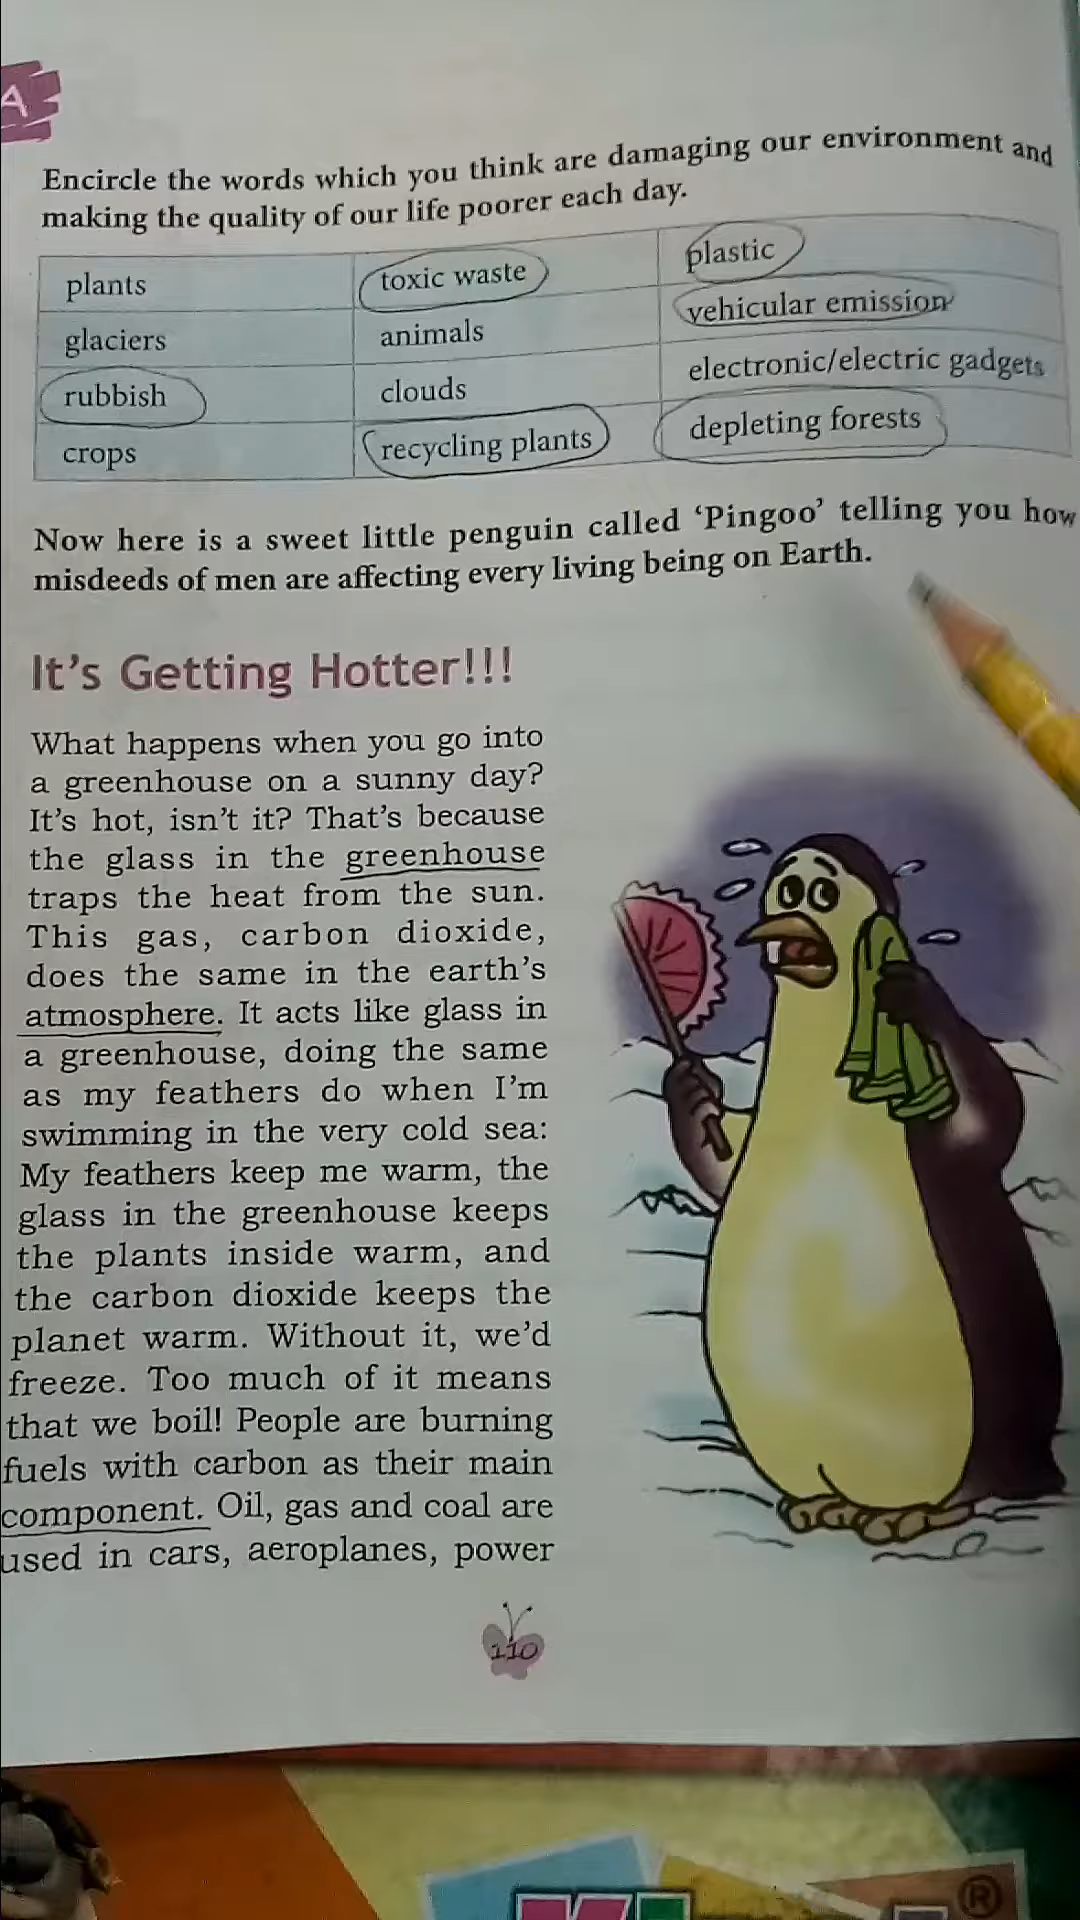 A
Encircle the words which you think are damaging our environment and
making the quality of our life poorer each day.
plants toxic waste plastic
glaciers animals vehicular emission
rubbish clouds electronic/electric gadgets
crops recycling plants depleting forests
Now here is a sweet little penguin called ‘Pingoo’ telling you how
misdeeds of men are affecting every living being on Earth.
It’s Getting Hotter!!!
What happens when you go into
a greenhouse on a sunny day?
It’s hot, isn’t it? That’s because
the glass in the greenhouse
traps the heat from the sun.
This gas, carbon dioxide,
does the same in the earth’s
atmosphere. It acts like glass in
a greenhouse, doing the same
as my feathers do when I’m
swimming in the very cold sea:
My feathers keep me warm, the
glass in the greenhouse keeps
the plants inside warm, and
the carbon dioxide keeps the
planet warm. Without it, we’d
freeze. Too much of it means
that we boil! People are burning
fuels with carbon as their main
component. Oil, gas and coal are
used in cars, aeroplanes, power
110
®